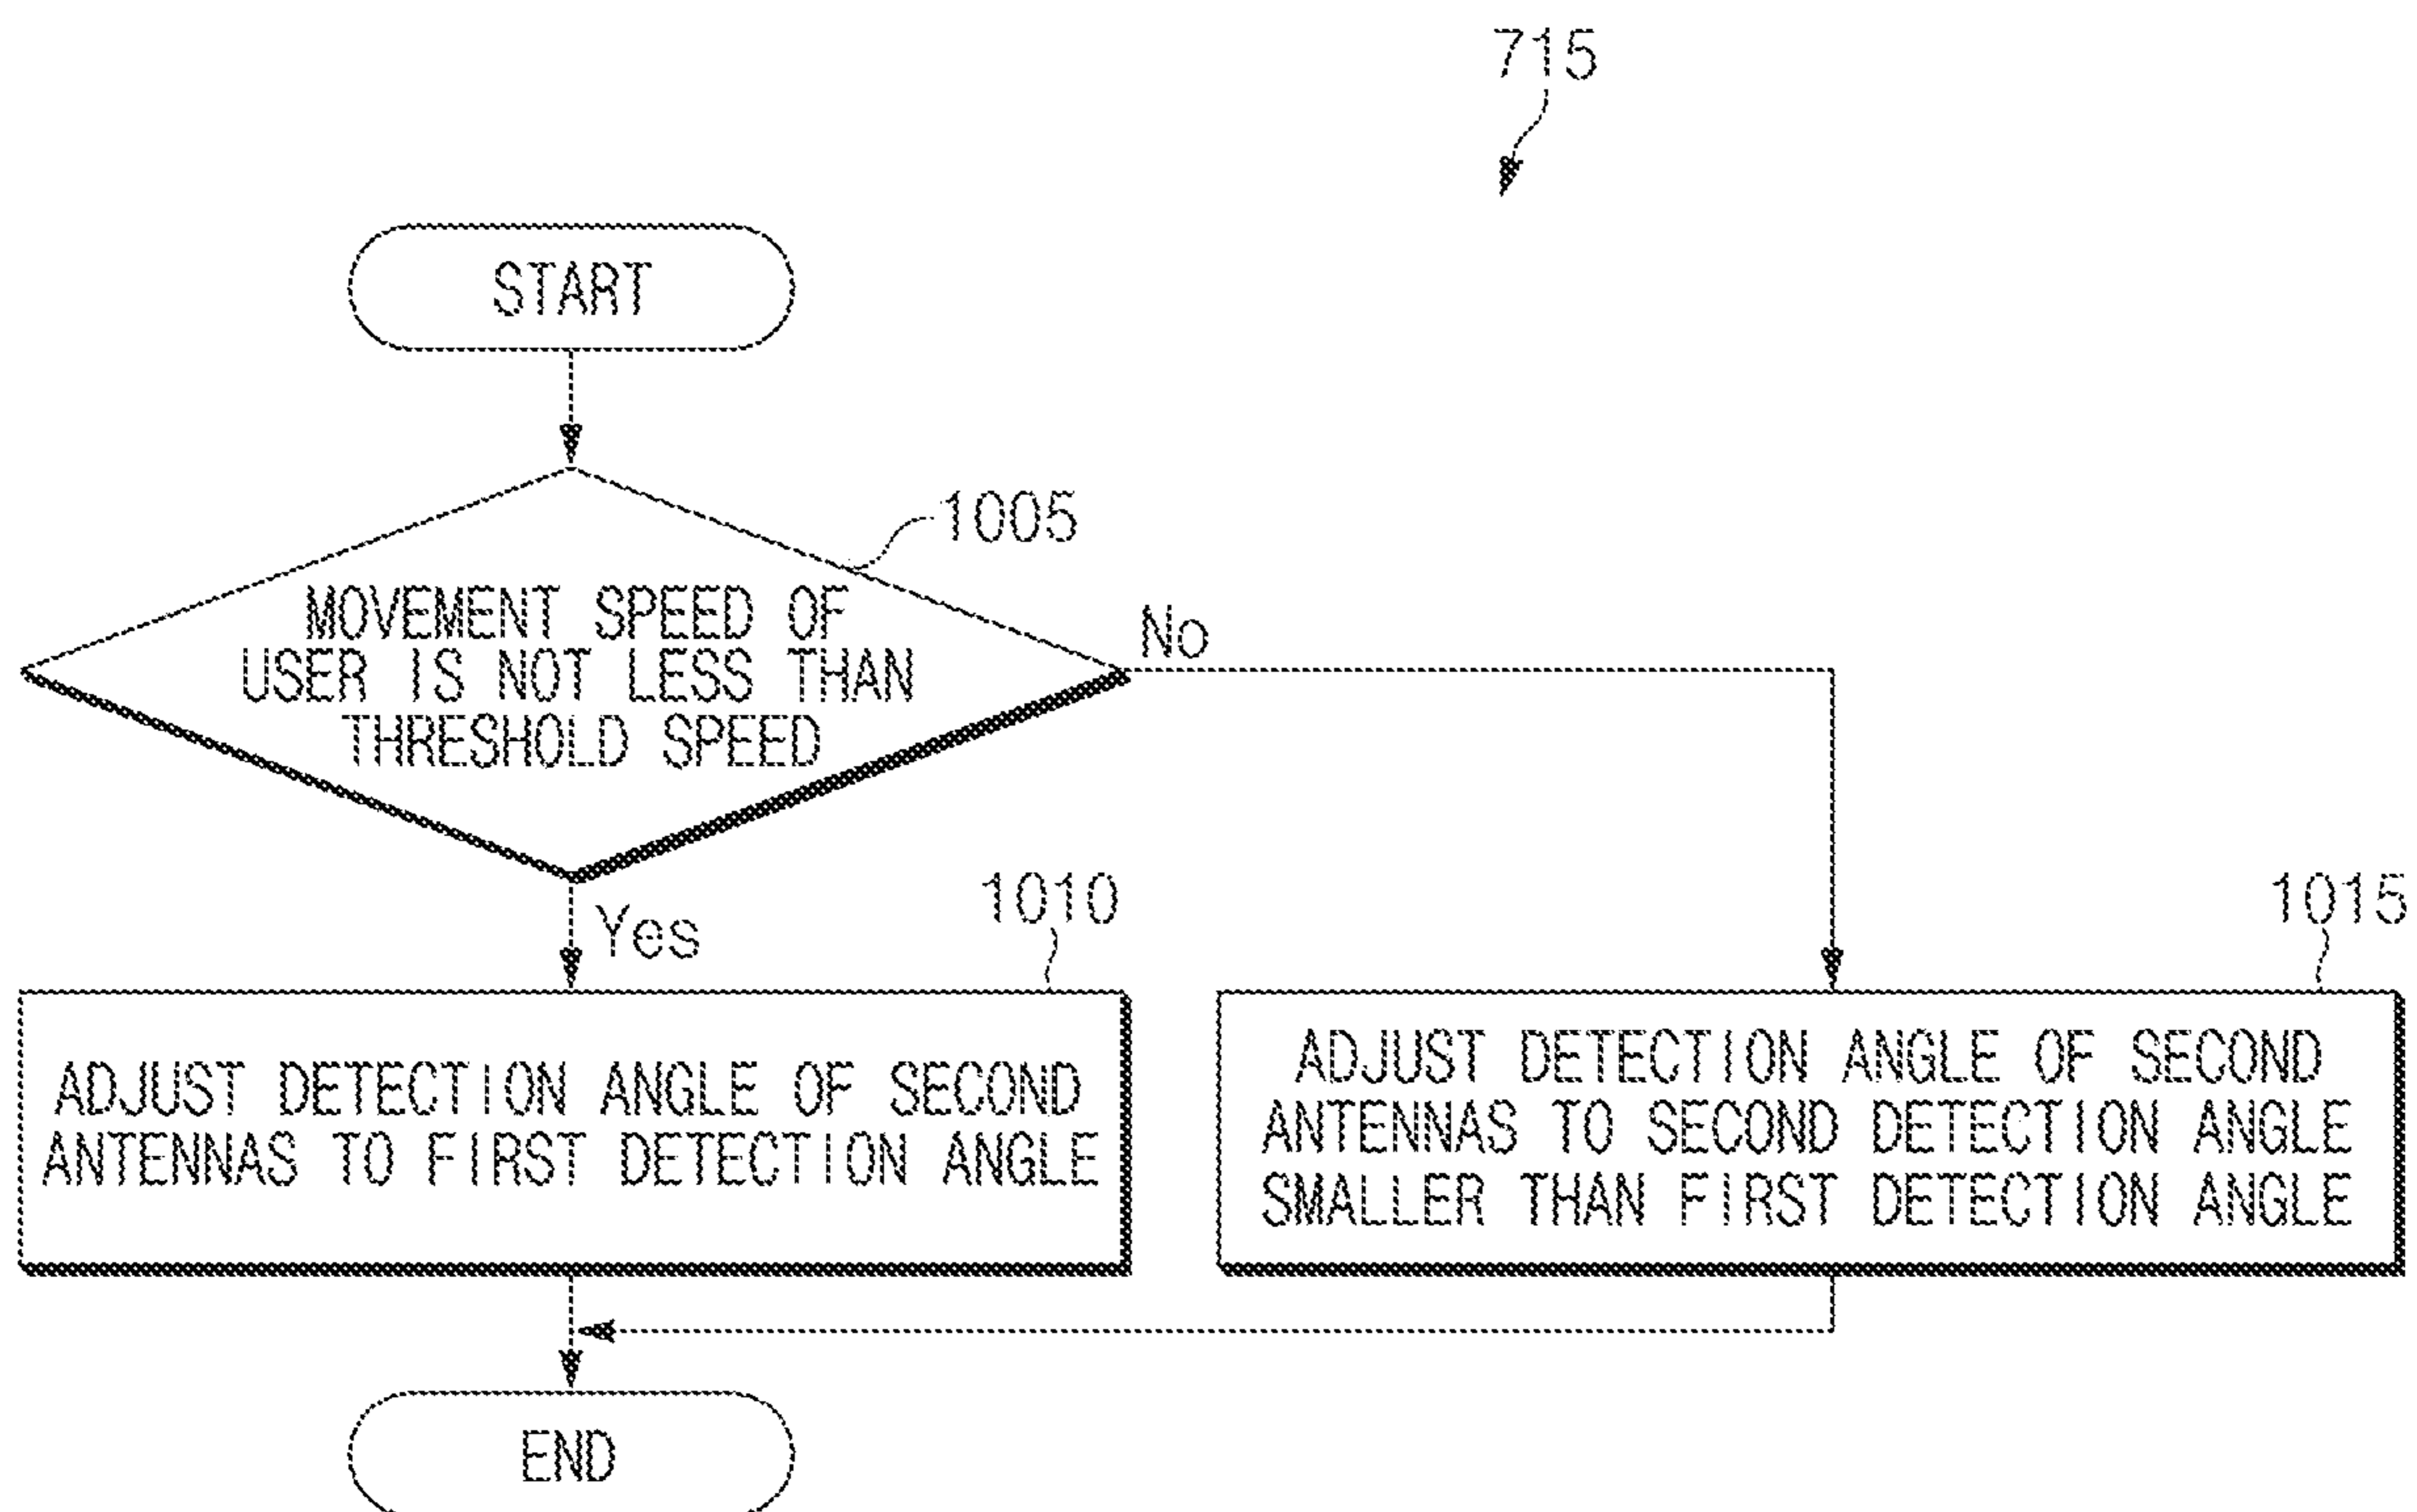 715
START
1005
MOVEMENT SPEED OF
USER IS NOT LESS THAN
THRESHOLD SPEED
No
Yes
1010
1015
ADJUST DETECTION ANGLE OF SECOND
ANTENNAS TO FIRST DETECTION ANGLE
ADJUST DETECTION ANGLE OF SECOND
ANTENNAS TO SECOND DETECTION ANGLE
SMALLER THAN FIRST DETECTION ANGLE
END